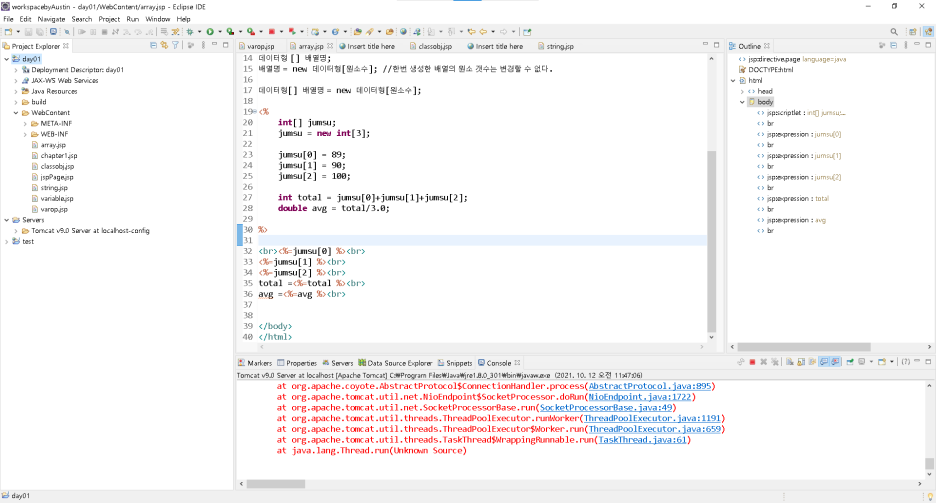 workspacebyAustin - day01/WebContent/array.jsp - Eclipse IDE
File Edit Navigate Search Project Run Window Help
Project Explorer
day01
Deployment Descriptor: day01
JAX-WS Web Services
Java Resources
build
WebContent
META-INF
WEB-INF
array.jsp
chapter1.jsp
classobj.jsp
jspPage.jsp
string.jsp
variable.jsp
varop.jsp
Servers
Tomcat v9.0 Server at localhost-config
test
varop.jsp array.jsp Insert title here classobj.jsp Insert title here string.jsp
14 데이터형 [] 배열명;
15 배열명 = new 데이터형[원소수]; //한번 생성한 배열의 원소 갯수는 변경할 수 없다.
16
17 데이터형[] 배열명 = new 데이터형[원소수];
18
19 <%
20 int[] jumsu;
21 jumsu = new int[3];
22
23 jumsu[0] = 89;
24 jumsu[1] = 90;
25 jumsu[2] = 100;
26
27 int total = jumsu[0]+jumsu[1]+jumsu[2];
28 double avg = total/3.0;
29
30 %>
31
32 <br><%=jumsu[0] %><br>
33 <%=jumsu[1] %><br>
34 <%=jumsu[2] %><br>
35 total =<%=total %><br>
36 avg =<%=avg %><br>
37
38
39 </body>
40 </html>
Outline
jsp:directive.page language=java
DOCTYPE:html
html
head
body
jsp:scriptlet : int[] jumsu;...
br
jsp:expression : jumsu[0]
br
jsp:expression : jumsu[1]
br
jsp:expression : jumsu[2]
br
jsp:expression : total
br
jsp:expression : avg
br
Markers Properties Servers Data Source Explorer Snippets Console
Tomcat v9.0 Server at localhost [Apache Tomcat] C:₩Program Files₩Java₩jre1.8.0_301₩bin₩javaw.exe (2021. 10. 12 오전 11:47:06)
at org.apache.coyote.AbstractProtocol$ConnectionHandler.process(AbstractProtocol.java:895)
at org.apache.tomcat.util.net.NioEndpoint$SocketProcessor.doRun(NioEndpoint.java:1722)
at org.apache.tomcat.util.net.SocketProcessorBase.run(SocketProcessorBase.java:49)
at org.apache.tomcat.util.threads.ThreadPoolExecutor.runWorker(ThreadPoolExecutor.java:1191)
at org.apache.tomcat.util.threads.ThreadPoolExecutor$Worker.run(ThreadPoolExecutor.java:659)
at org.apache.tomcat.util.threads.TaskThread$WrappingRunnable.run(TaskThread.java:61)
at java.lang.Thread.run(Unknown Source)
day01